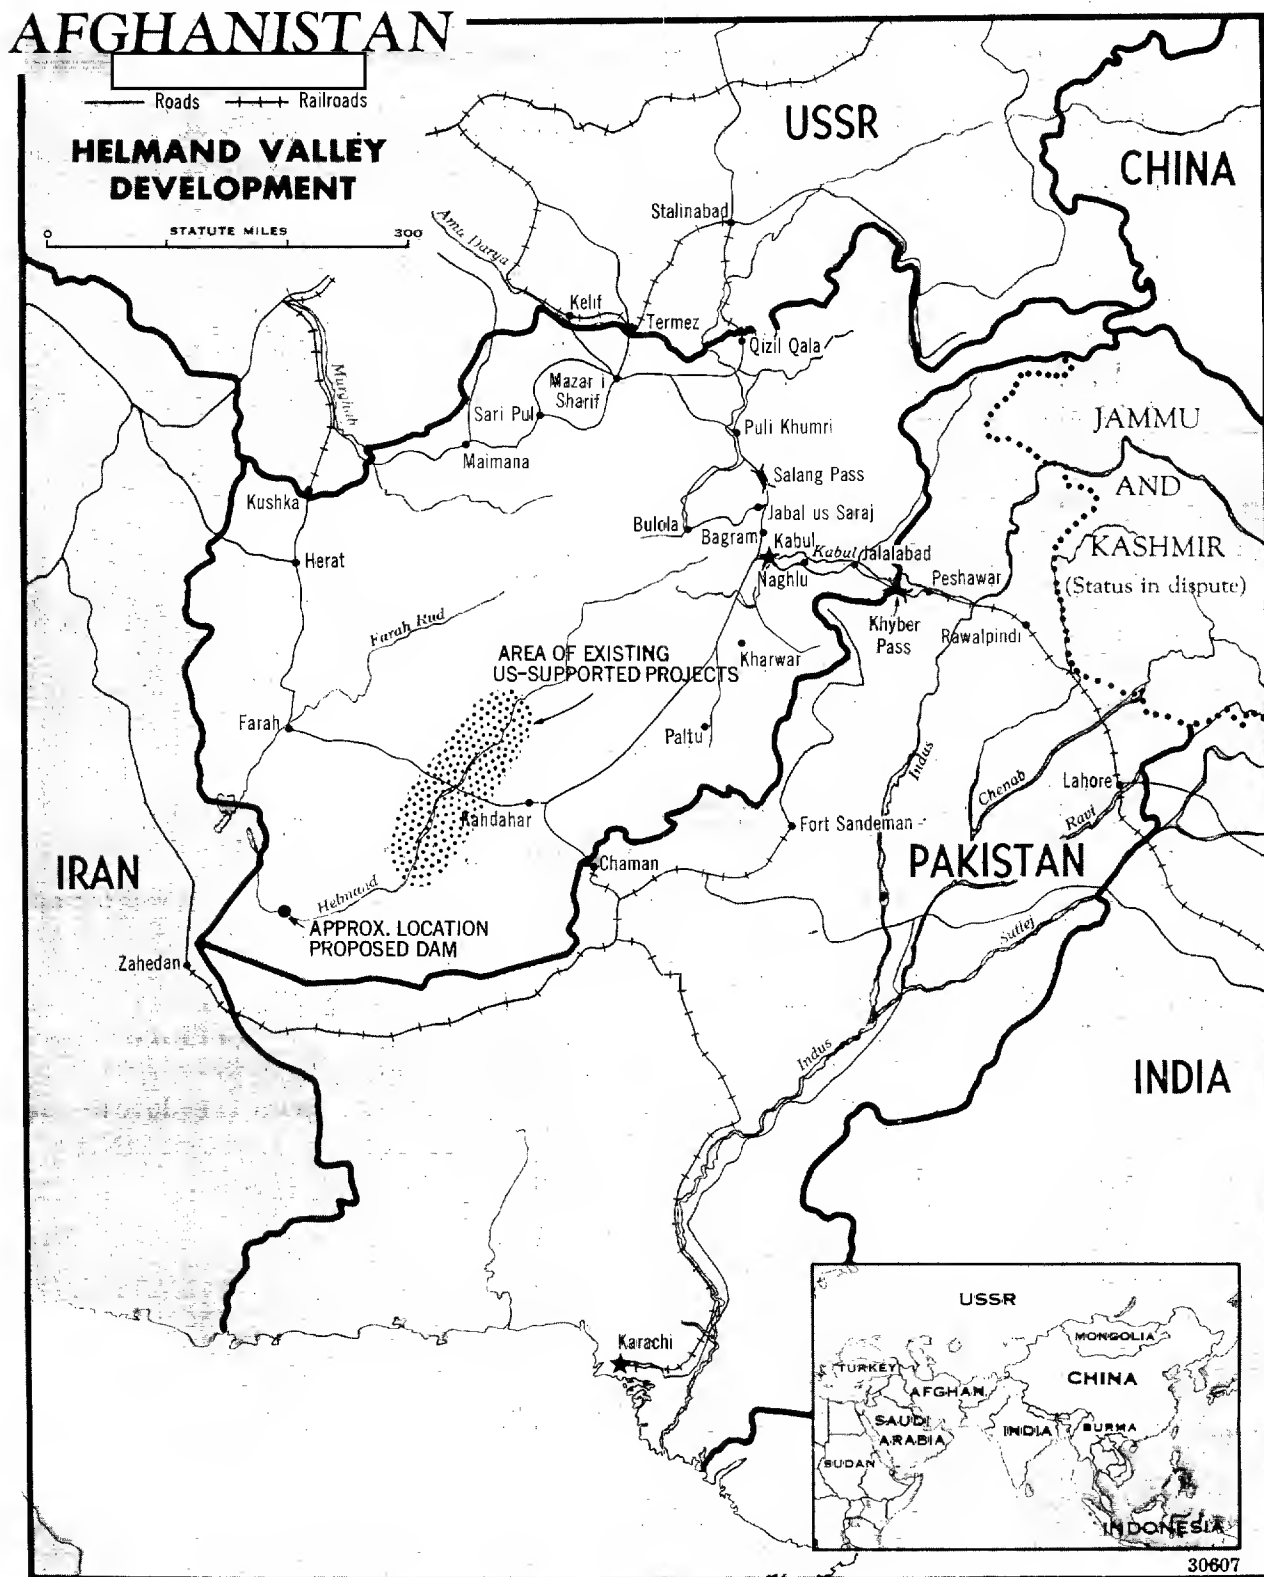 AFGHANISTAN
Roads
Railroads
HELMAND VALLEY
DEVELOPMENT
0 STATUTE MILES 300
USSR
CHINA
Stalinabad
Amu Darya
Kelif
Termez
Qizil Qala
Murghab
Mazar i
Sharif
Sari Pul
Puli Khumri
Maimana
JAMMU
AND
KASHMIR
(Status in dispute)
Salang Pass
Kushka
Bulola
Jabal us Saraj
Bagram
Kabul
Kabul
Jalalabad
Herat
Naghlu
Peshawar
Khyber
Pass
Rawalpindi
Farah Rud
AREA OF EXISTING
US-SUPPORTED PROJECTS
Kharwar
Farah
Paltu
Indus
Chenab
Lahore
Ravi
Kahdahar
Fort Sandeman
IRAN
Chaman
PAKISTAN
Helmand
APPROX. LOCATION
PROPOSED DAM
Sutlej
Zahedan
Indus
INDIA
Karachi
USSR
MONGOLIA
TURKEY
CHINA
AFGHAN.
SAUDI
ARABIA
INDIA
BURMA
SUDAN
INDONESIA
30607